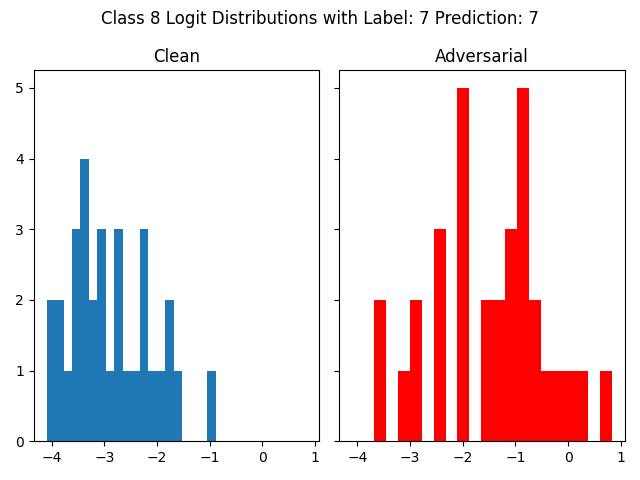 Class 8 Logit Distributions with Label: 7 Prediction: 7
Clean
Adversarial
5
4
3
2
1
0
−4 −3 −2 −1 0 1
−4 −3 −2 −1 0 1